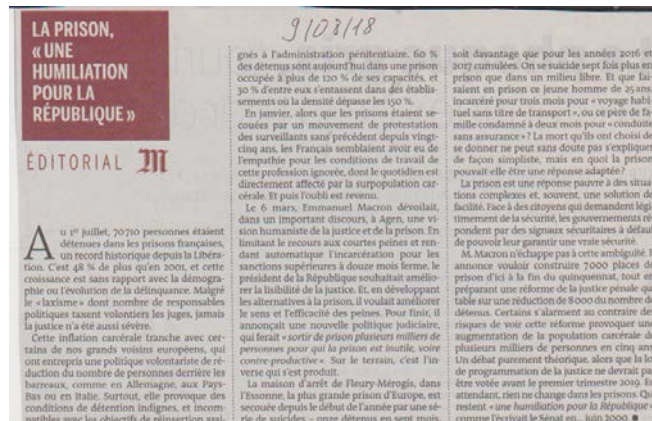 LA PRISON,
« UNE
HUMILIATION
POUR LA
RÉPUBLIQUE »
9/08/18
ÉDITORIAL M
Au 1er juillet, 70 710 personnes étaient
détenues dans les prisons françaises,
un record historique depuis la Libéra-
tion. C'est 48 % de plus qu'en 2001, et cette
croissance est sans rapport avec la démogra-
phie ou l'évolution de la délinquance. Malgré
le « laxisme » dont nombre de responsables
politiques taxent volontiers les juges, jamais
la justice n'a été aussi sévère.
Cette inflation carcérale tranche avec cer-
tains de nos grands voisins européens, qui
ont entrepris une politique volontariste de ré-
duction du nombre de personnes derrière les
barreaux, comme en Allemagne, aux Pays-
Bas ou en Italie. Surtout, elle provoque des
conditions de détention indignes, et incom-
patibles avec les objectifs de réinsertion
gnés à l'administration pénitentiaire, 60 %
des détenus sont aujourd'hui dans une prison
occupée à plus de 120 % de ses capacités, et
30 % d'entre eux s'entassent dans des établis-
sements où la densité dépasse les 150 %.
En janvier, alors que les prisons étaient se-
couées par un mouvement de protestation
des surveillants sans précédent depuis vingt-
cinq ans, les Français semblaient avoir eu de
l'empathie pour les conditions de travail de
cette profession ignorée, dont le quotidien est
directement affecté par la surpopulation car-
cérale. Et puis l'oubli est revenu.
Le 6 mars, Emmanuel Macron dévoilait,
dans un important discours, à Agen, une vi-
sion humaniste de la justice et de la prison. En
limitant le recours aux courtes peines et ren-
dant automatique l'incarcération pour les
sanctions supérieures à douze mois ferme, le
président de la République souhaitait amélio-
rer la lisibilité de la justice. Et, en développant
les alternatives à la prison, il voulait améliorer
le sens et l'efficacité des peines. Pour finir, il
annonçait une nouvelle politique judiciaire,
qui ferait « sortir de prison plusieurs milliers de
personnes pour qui la prison est inutile, voire
contre-productive ». Sur le terrain, c'est l'in-
verse qui s'est produit.
La maison d'arrêt de Fleury-Mérogis, dans
l'Essonne, la plus grande prison d'Europe, est
secouée depuis le début de l'année par une sé-
rie de suicides – onze détenus en sept mois,
soit davantage que pour les années 2016 et
2017 cumulées. On se suicide sept fois plus en
prison que dans un milieu libre. Et que fai-
saient en prison ce jeune homme de 25 ans,
incarcéré pour trois mois pour « voyage habi-
tuel sans titre de transport », ou ce père de fa-
mille condamné à deux mois pour « conduite
sans assurance » ? La mort qu'ils ont choisi de
se donner ne peut sans doute pas s'expliquer
de façon simpliste, mais en quoi la prison
pouvait-elle être une réponse adaptée ?
La prison est une réponse pauvre à des situa-
tions complexes et, souvent, une solution de
facilité. Face à des citoyens qui demandent légi-
timement de la sécurité, les gouvernements ré-
pondent par des signaux sécuritaires à défaut
de pouvoir leur garantir une vraie sécurité.
M. Macron n'échappe pas à cette ambiguïté. Il
annonce vouloir construire 7 000 places de
prison d'ici à la fin du quinquennat, tout en
préparant une réforme de la justice pénale qui
table sur une réduction de 8 000 du nombre de
détenus. Certains s'alarment au contraire des
risques de voir cette réforme provoquer une
augmentation de la population carcérale de
plusieurs milliers de personnes en cinq ans.
Un débat purement théorique, alors que la loi
de programmation de la justice ne devrait pas
être votée avant le premier trimestre 2019. En
attendant, rien ne change dans les prisons. Qui
restent « une humiliation pour la République »,
comme l'écrivait le Sénat en... juin 2000. ■